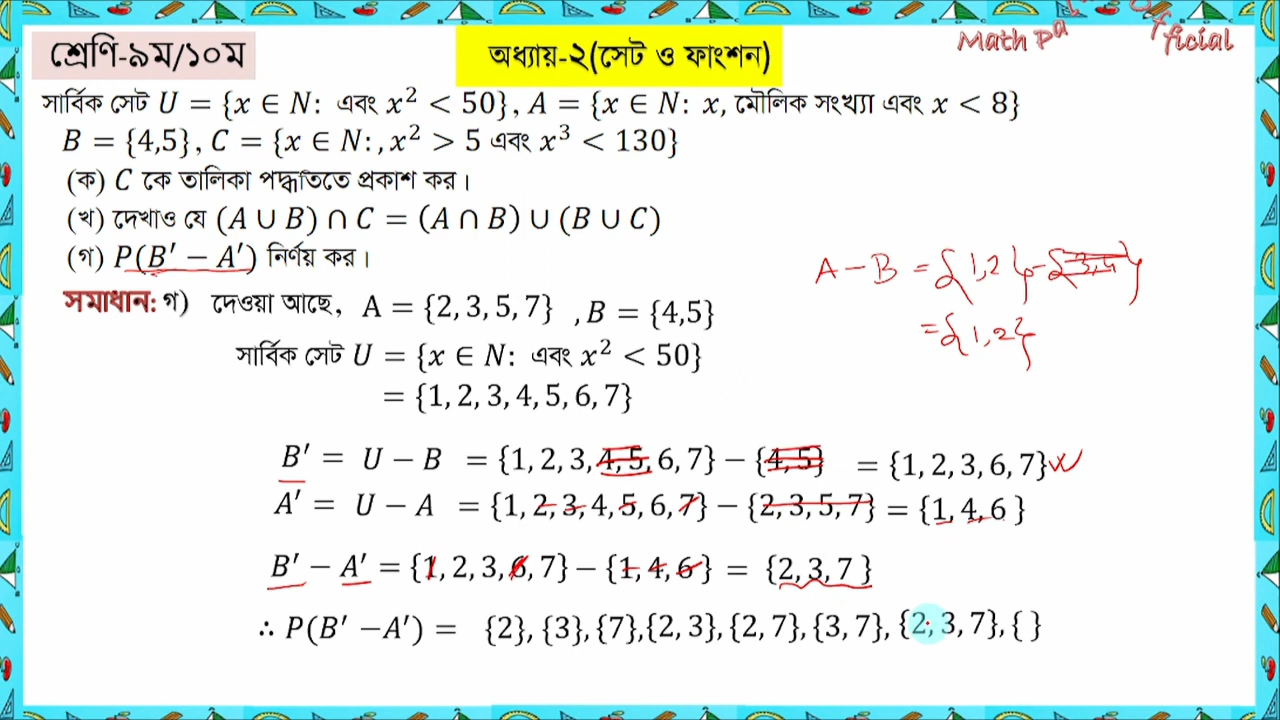 শ্রেণি-৯ম/১০ম
অধ্যায়-২(সেট ও ফাংশন)
Math Pa Official
সার্বিক সেট U = {x ∈ N: এবং x² < 50}, A = {x ∈ N: x, মৌলিক সংখ্যা এবং x < 8}
B = {4,5}, C = {x ∈ N:, x² > 5 এবং x³ < 130}
(ক) C কে তালিকা পদ্ধতিতে প্রকাশ কর।
(খ) দেখাও যে (A ∪ B) ∩ C = (A ∩ B) ∪ (B ∪ C)
(গ) P(B′ − A′) নির্ণয় কর।
A − B = {1,2} − {3,4}
= {1,2}
সমাধান: গ) দেওয়া আছে, A = {2, 3, 5, 7} , B = {4,5}
সার্বিক সেট U = {x ∈ N: এবং x² < 50}
= {1, 2, 3, 4, 5, 6, 7}
B′ = U − B = {1, 2, 3, 4, 5, 6, 7} − {4, 5} = {1, 2, 3, 6, 7}
A′ = U − A = {1, 2, 3, 4, 5, 6, 7} − {2, 3, 5, 7} = {1, 4, 6 }
B′ − A′ = {1, 2, 3, 6, 7} − {1, 4, 6 } = {2, 3, 7 }
∴ P(B′ −A′) = {2}, {3}, {7},{2, 3}, {2, 7}, {3, 7}, {2, 3, 7}, { }